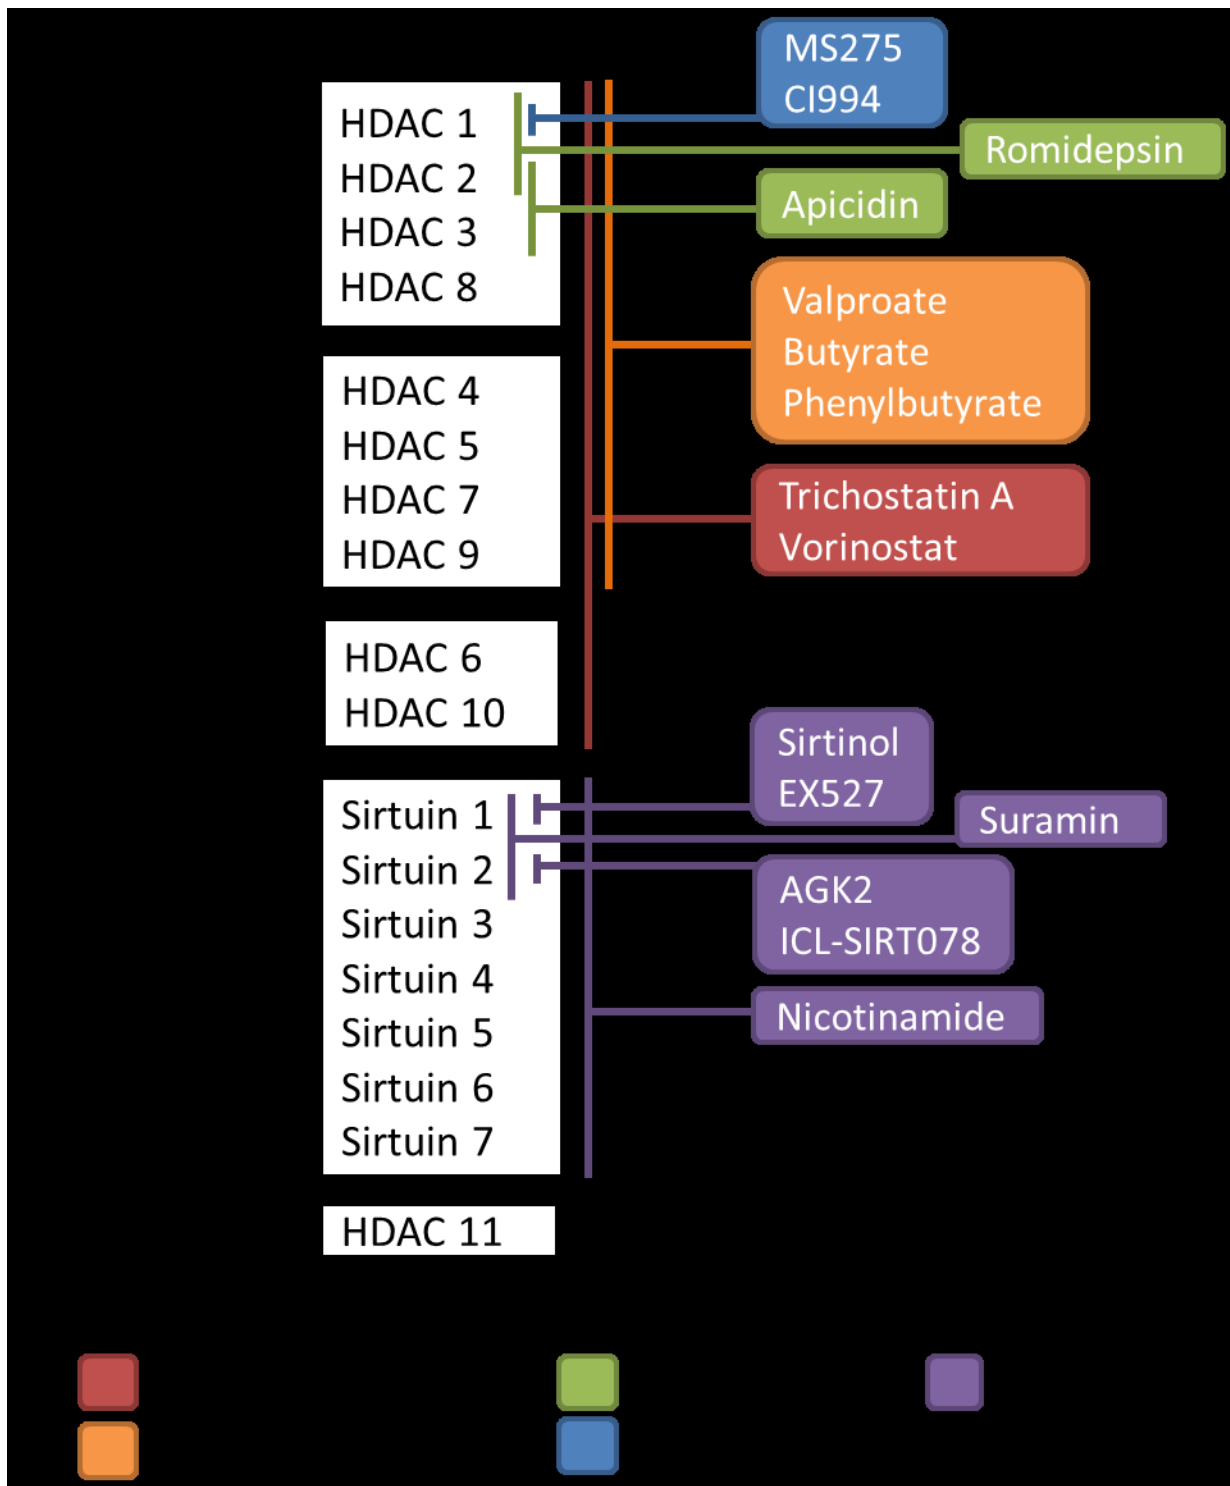 MS275
CI994
HDAC 1
HDAC 2
HDAC 3
HDAC 8
Romidepsin
Apicidin
Valproate
Butyrate
Phenylbutyrate
HDAC 4
HDAC 5
HDAC 7
HDAC 9
Trichostatin A
Vorinostat
HDAC 6
HDAC 10
Sirtinol
EX527
Sirtuin 1
Sirtuin 2
Sirtuin 3
Sirtuin 4
Sirtuin 5
Sirtuin 6
Sirtuin 7
Suramin
AGK2
ICL-SIRT078
Nicotinamide
HDAC 11